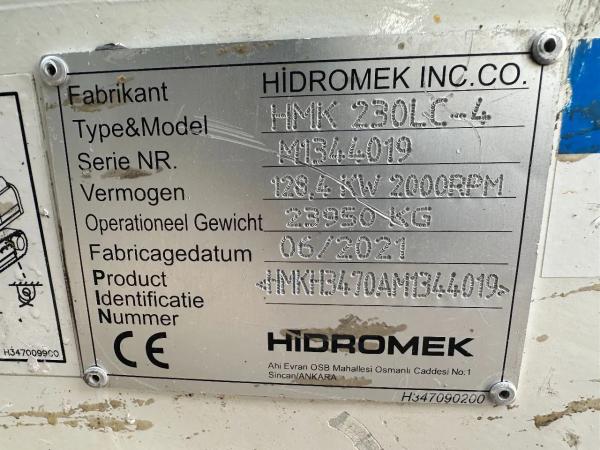 Fabrikant HİDROMEK INC.CO.
Type&Model HMK 230LC-4
Serie NR. M1344019
Vermogen 128,4 KW 2000RPM
Operationeel Gewicht 23950 KG
Fabricagedatum 06/2021
Product
Identificatie <HMKH3470AM1344019>
Nummer
CE HİDROMEK
Ahi Evran OSB Mahallesi Osmanlı Caddesi No:1
Sincan/ANKARA
H347090200
H347009900